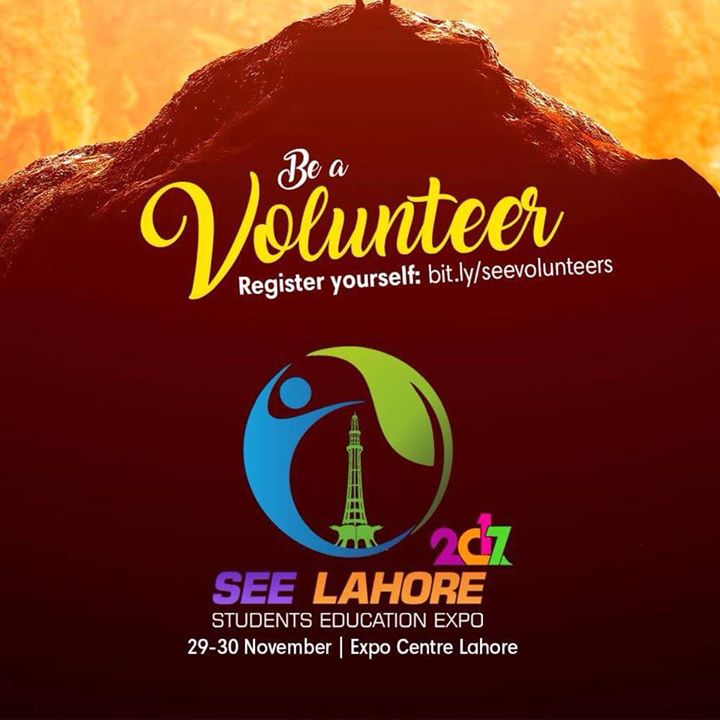 Be a
Volunteer
Register yourself: bit.ly/seevolunteers
2017
SEE LAHORE
STUDENTS EDUCATION EXPO
29-30 November | Expo Centre Lahore